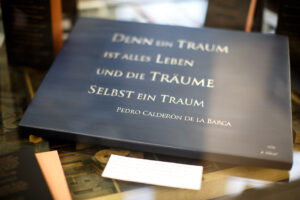 Denn ein Traum
ist alles Leben
und die Träume
selbst ein Traum
Pedro Calderón de la Barca